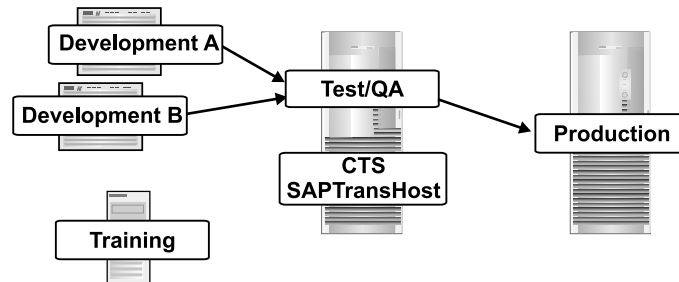 Development A
Development B
Test/QA
CTS
SAPTransHost
Production
Training